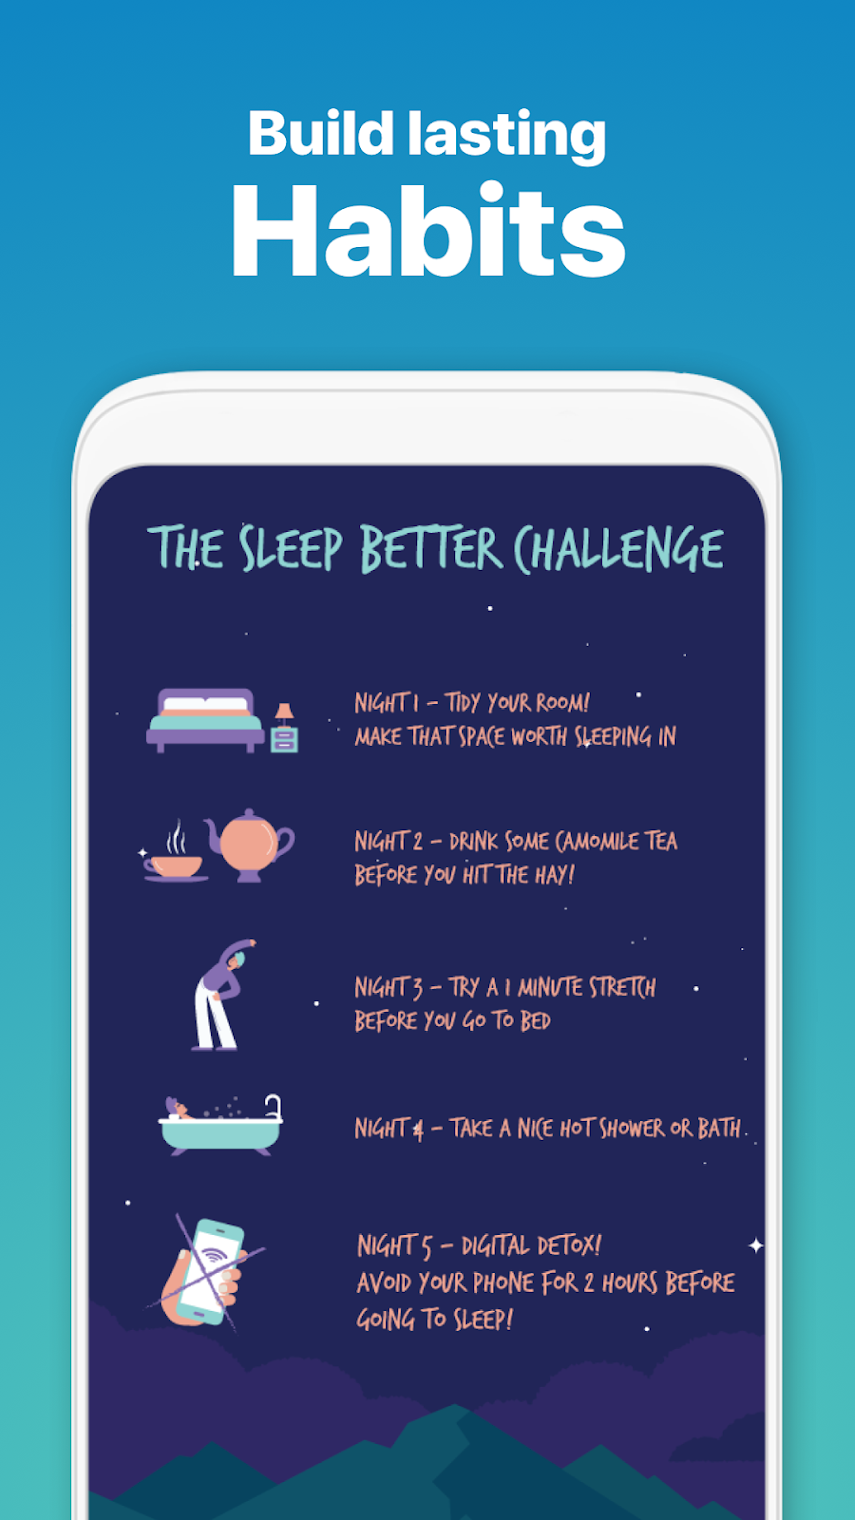 Build lasting
Habits
THE SLEEP BETTER CHALLENGE
NIGHT 1 – TIDY YOUR ROOM!
MAKE THAT SPACE WORTH SLEEPING IN
NIGHT 2 – DRINK SOME CAMOMILE TEA
BEFORE YOU HIT THE HAY!
NIGHT 3 – TRY A 1 MINUTE STRETCH
BEFORE YOU GO TO BED
NIGHT 4 – TAKE A NICE HOT SHOWER OR BATH
NIGHT 5 – DIGITAL DETOX!
AVOID YOUR PHONE FOR 2 HOURS BEFORE
GOING TO SLEEP!